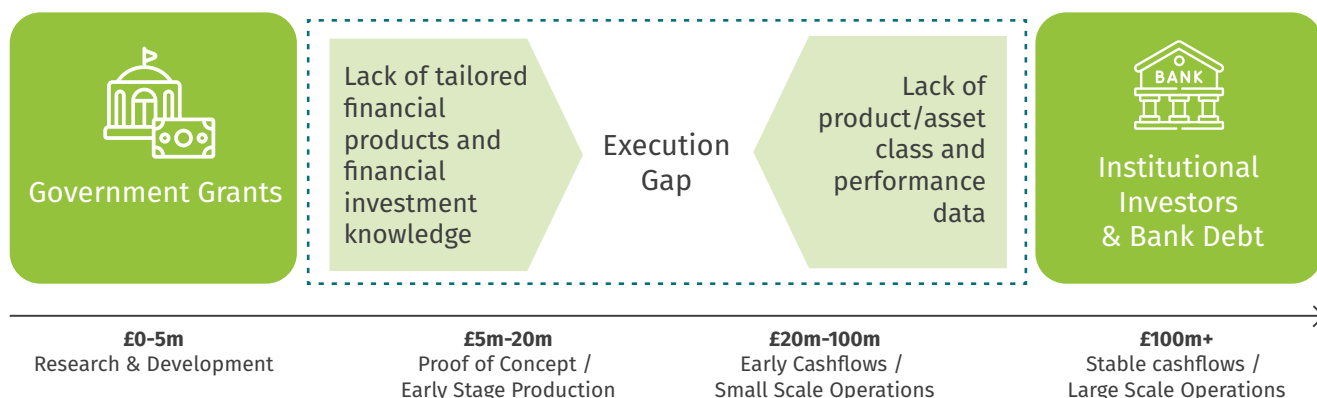 Government Grants
Lack of tailored
financial
products and
financial
investment
knowledge
Execution
Gap
Lack of
product/asset
class and
performance
data
BANK
Institutional
Investors
& Bank Debt
£0-5m
Research & Development
£5m-20m
Proof of Concept /
Early Stage Production
£20m-100m
Early Cashflows /
Small Scale Operations
£100m+
Stable cashflows /
Large Scale Operations